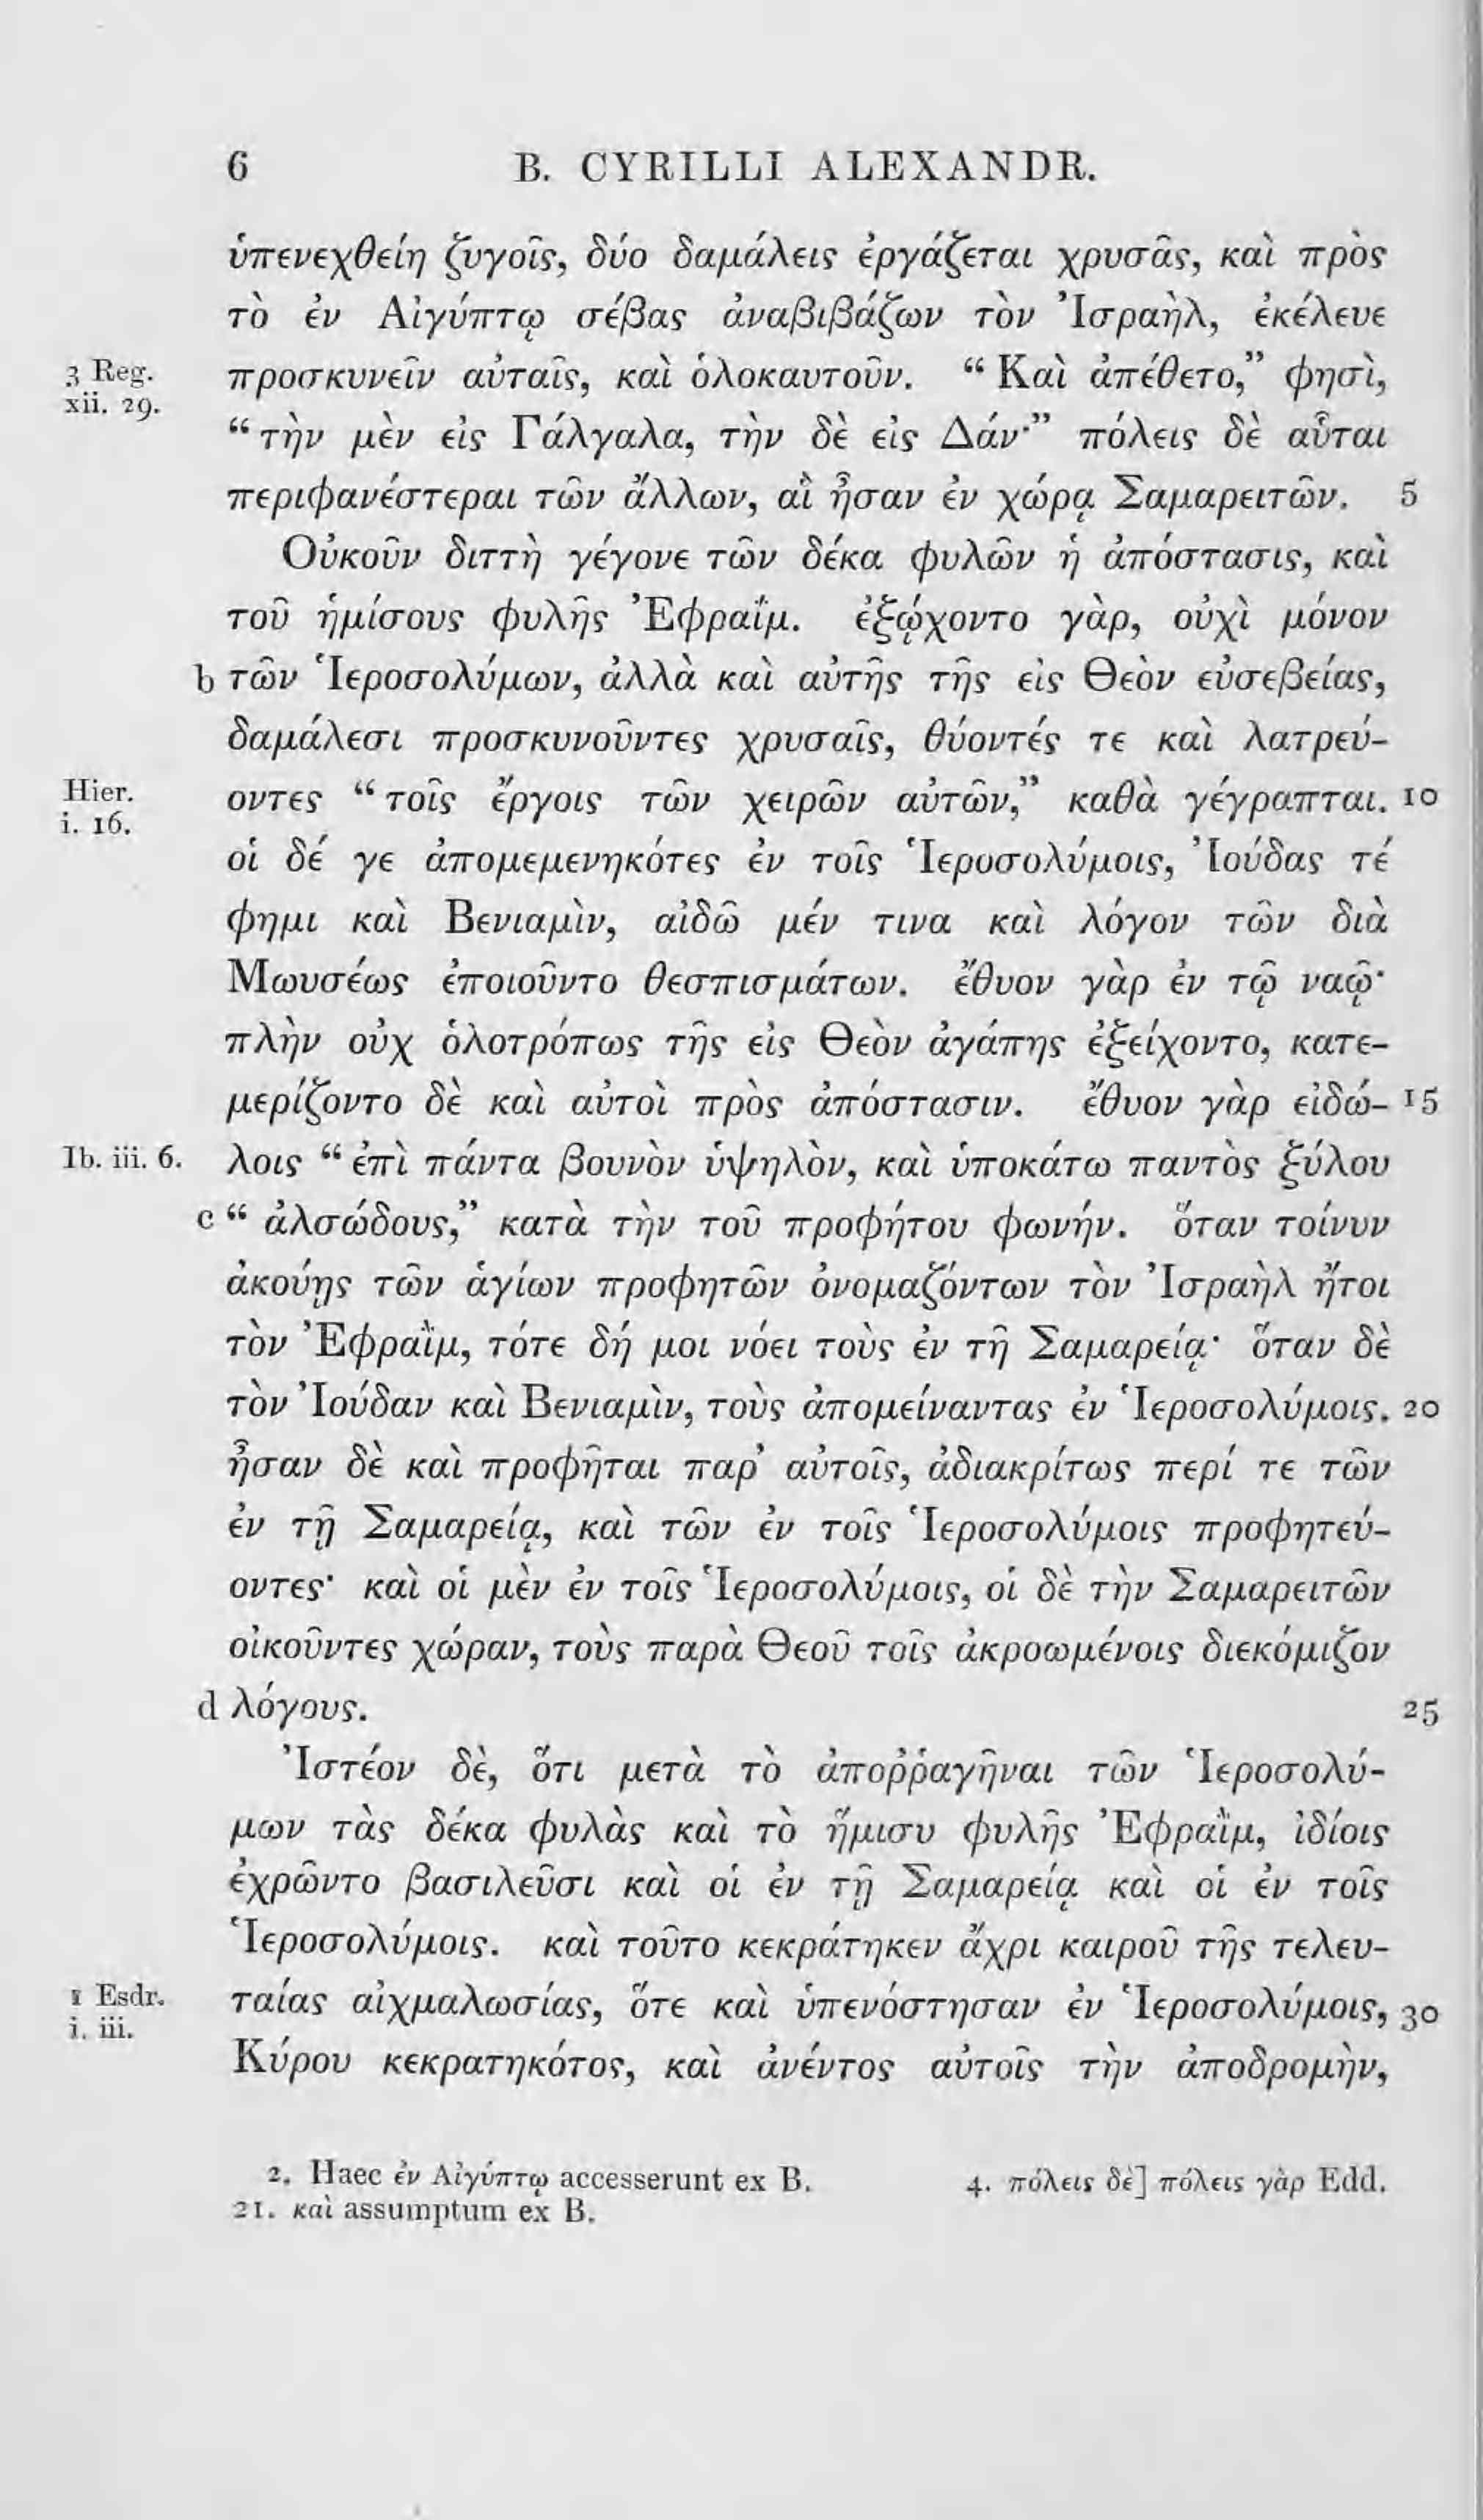 6 B. CYRILLI ALEXANDR.
ὑπενεχθείη ζυγοῖς, δύο δαμάλεις ἐργάζεται χρυσᾶς, καὶ πρὸς
τὸ ἐν Αἰγύπτῳ σέβας ἀναβιβάζων τὸν Ἰσραὴλ, ἐκέλευε
3 Reg. xii. 29. προσκυνεῖν αὐταῖς, καὶ ὁλοκαυτοῦν. “ Καὶ ἀπέθετο,” φησὶ,
“ τὴν μὲν εἰς Γάλγαλα, τὴν δὲ εἰς Δάν·” πόλεις δὲ αὗται
περιφανέστεραι τῶν ἄλλων, αἳ ἦσαν ἐν χώρᾳ Σαμαρειτῶν. 5
Οὐκοῦν διττὴ γέγονε τῶν δέκα φυλῶν ἡ ἀπόστασις, καὶ
τοῦ ἡμίσους φυλῆς Ἐφραΐμ. ἐξῴχοντο γὰρ, οὐχὶ μόνον
b τῶν Ἱεροσολύμων, ἀλλὰ καὶ αὐτῆς τῆς εἰς Θεὸν εὐσεβείας,
δαμάλεσι προσκυνοῦντες χρυσαῖς, θύοντές τε καὶ λατρεύ-
Hier. i. 16. οντες “ τοῖς ἔργοις τῶν χειρῶν αὐτῶν,” καθὰ γέγραπται. 10
οἱ δέ γε ἀπομεμενηκότες ἐν τοῖς Ἱεροσολύμοις, Ἰούδας τέ
φημι καὶ Βενιαμὶν, αἰδῶ μέν τινα καὶ λόγον τῶν διὰ
Μωυσέως ἐποιοῦντο θεσπισμάτων. ἔθυον γὰρ ἐν τῷ ναῷ·
πλὴν οὐχ ὁλοτρόπως τῆς εἰς Θεὸν ἀγάπης ἐξείχοντο, κατε-
μερίζοντο δὲ καὶ αὐτοὶ πρὸς ἀπόστασιν. ἔθυον γὰρ εἰδώ- 15
Ib. iii. 6. λοις “ ἐπὶ πάντα βουνὸν ὑψηλὸν, καὶ ὑποκάτω παντὸς ξύλου
c “ ἀλσώδους,” κατὰ τὴν τοῦ προφήτου φωνήν. ὅταν τοίνυν
ἀκούῃς τῶν ἁγίων προφητῶν ὀνομαζόντων τὸν Ἰσραὴλ ἤτοι
τὸν Ἐφραῒμ, τότε δή μοι νόει τοὺς ἐν τῆ Σαμαρείᾳ· ὅταν δὲ
τὸν Ἰούδαν καὶ Βενιαμὶν, τοὺς ἀπομείναντας ἐν Ἱεροσολύμοις. 20
ἦσαν δὲ καὶ προφῆται παρ’ αὐτοῖς, ἀδιακρίτως περί τε τῶν
ἐν τῇ Σαμαρείᾳ, καὶ τῶν ἐν τοῖς Ἱεροσολύμοις προφητεύ-
οντες· καὶ οἱ μὲν ἐν τοῖς Ἱεροσολύμοις, οἱ δὲ τὴν Σαμαρειτῶν
οἰκοῦντες χώραν, τοὺς παρὰ Θεοῦ τοῖς ἀκροωμένοις διεκόμιζον
d λόγους. 25
Ἰστέον δὲ, ὅτι μετὰ τὸ ἀποῤῥαγῆναι τῶν Ἱεροσολύ-
μων τὰς δέκα φυλὰς καὶ τὸ ἥμισυ φυλῆς Ἐφραῒμ, ἰδίοις
ἐχρῶντο βασιλεῦσι καὶ οἱ ἐν τῇ Σαμαρείᾳ καὶ οἱ ἐν τοῖς
Ἱεροσολύμοις. καὶ τοῦτο κεκράτηκεν ἄχρι καιροῦ τῆς τελευ-
1 Esdr. i. iii. ταίας αἰχμαλωσίας, ὅτε καὶ ὑπενόστησαν ἐν Ἱεροσολύμοις, 30
Κύρου κεκρατηκότος, καὶ ἀνέντος αὐτοῖς τὴν ἀποδρομὴν,
2. Haec ἐν Αἰγύπτῳ accesserunt ex B. 4. πόλεις δὲ] πόλεις γὰρ Edd.
21. καὶ assumptum ex B.